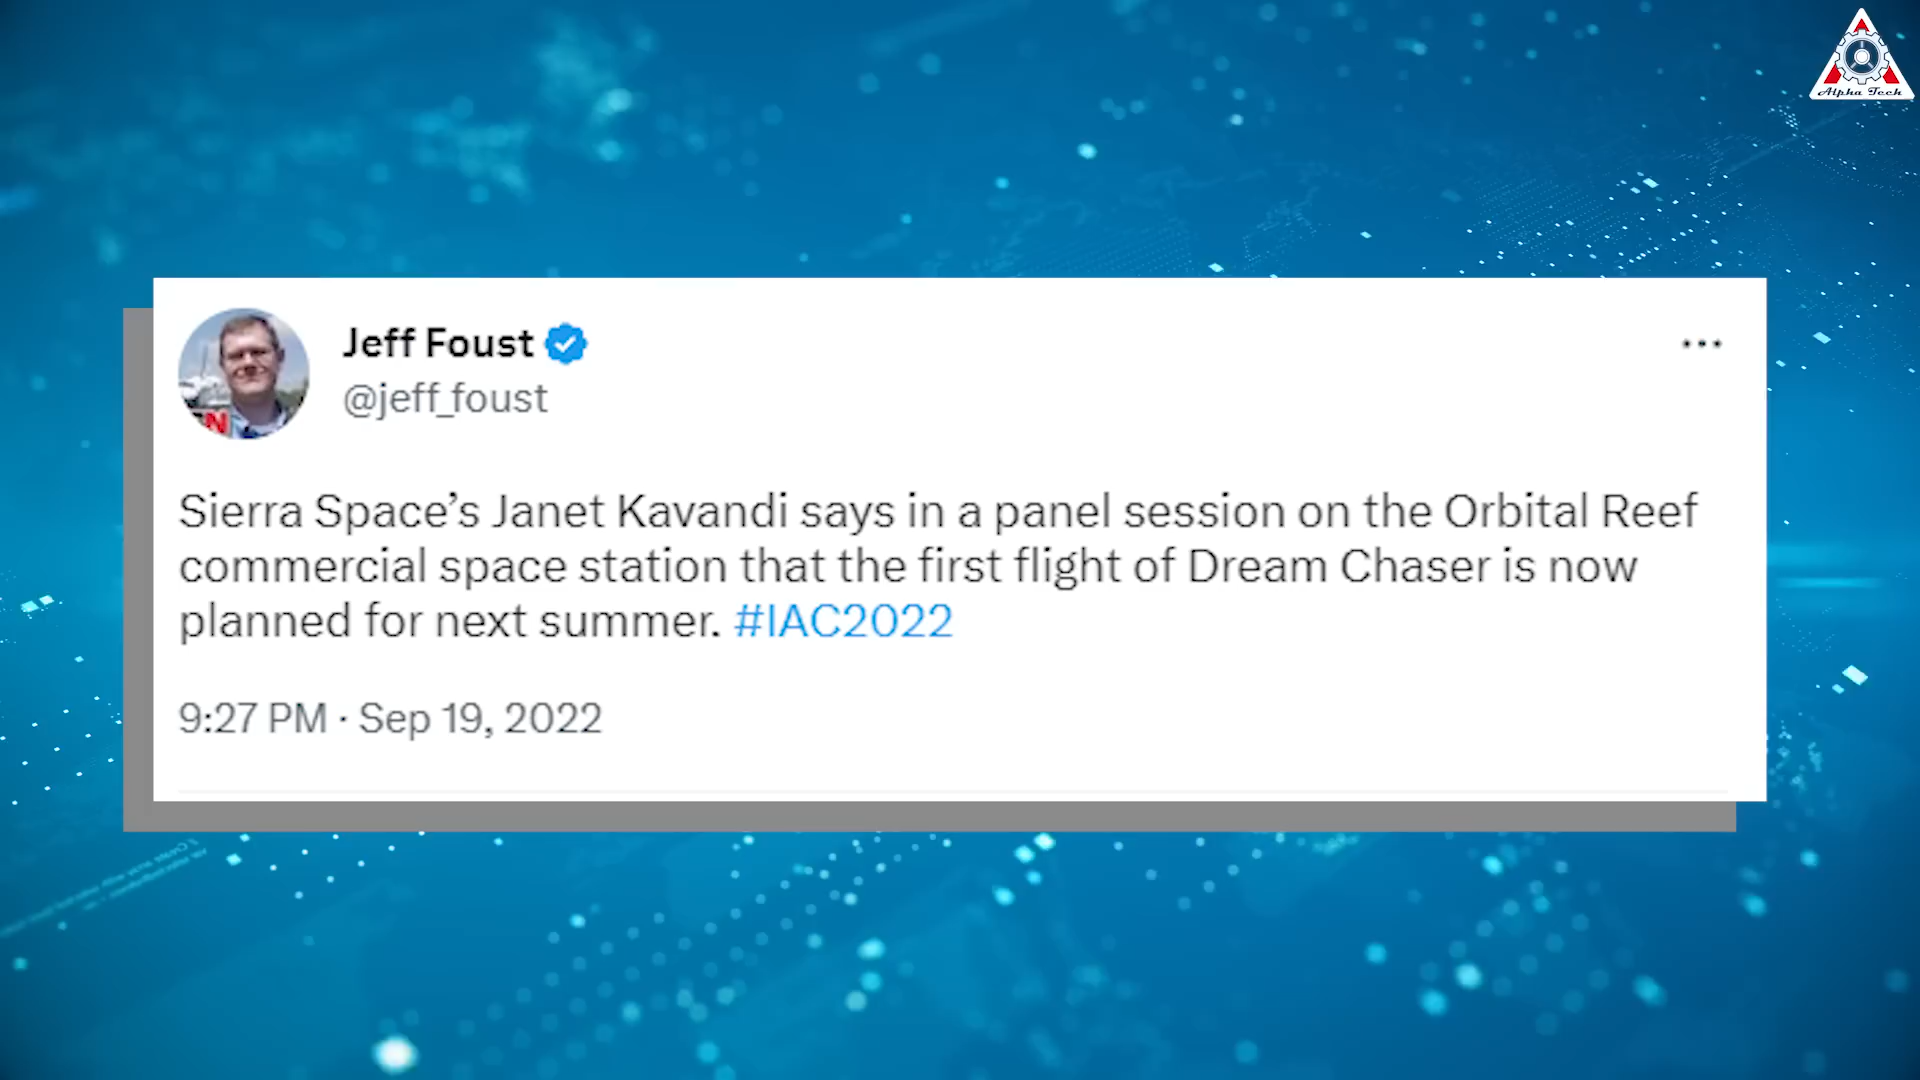 Alpha Tech
Jeff Foust
@jeff_foust
N
Sierra Space’s Janet Kavandi says in a panel session on the Orbital Reef
commercial space station that the first flight of Dream Chaser is now
planned for next summer. #IAC2022
9:27 PM · Sep 19, 2022